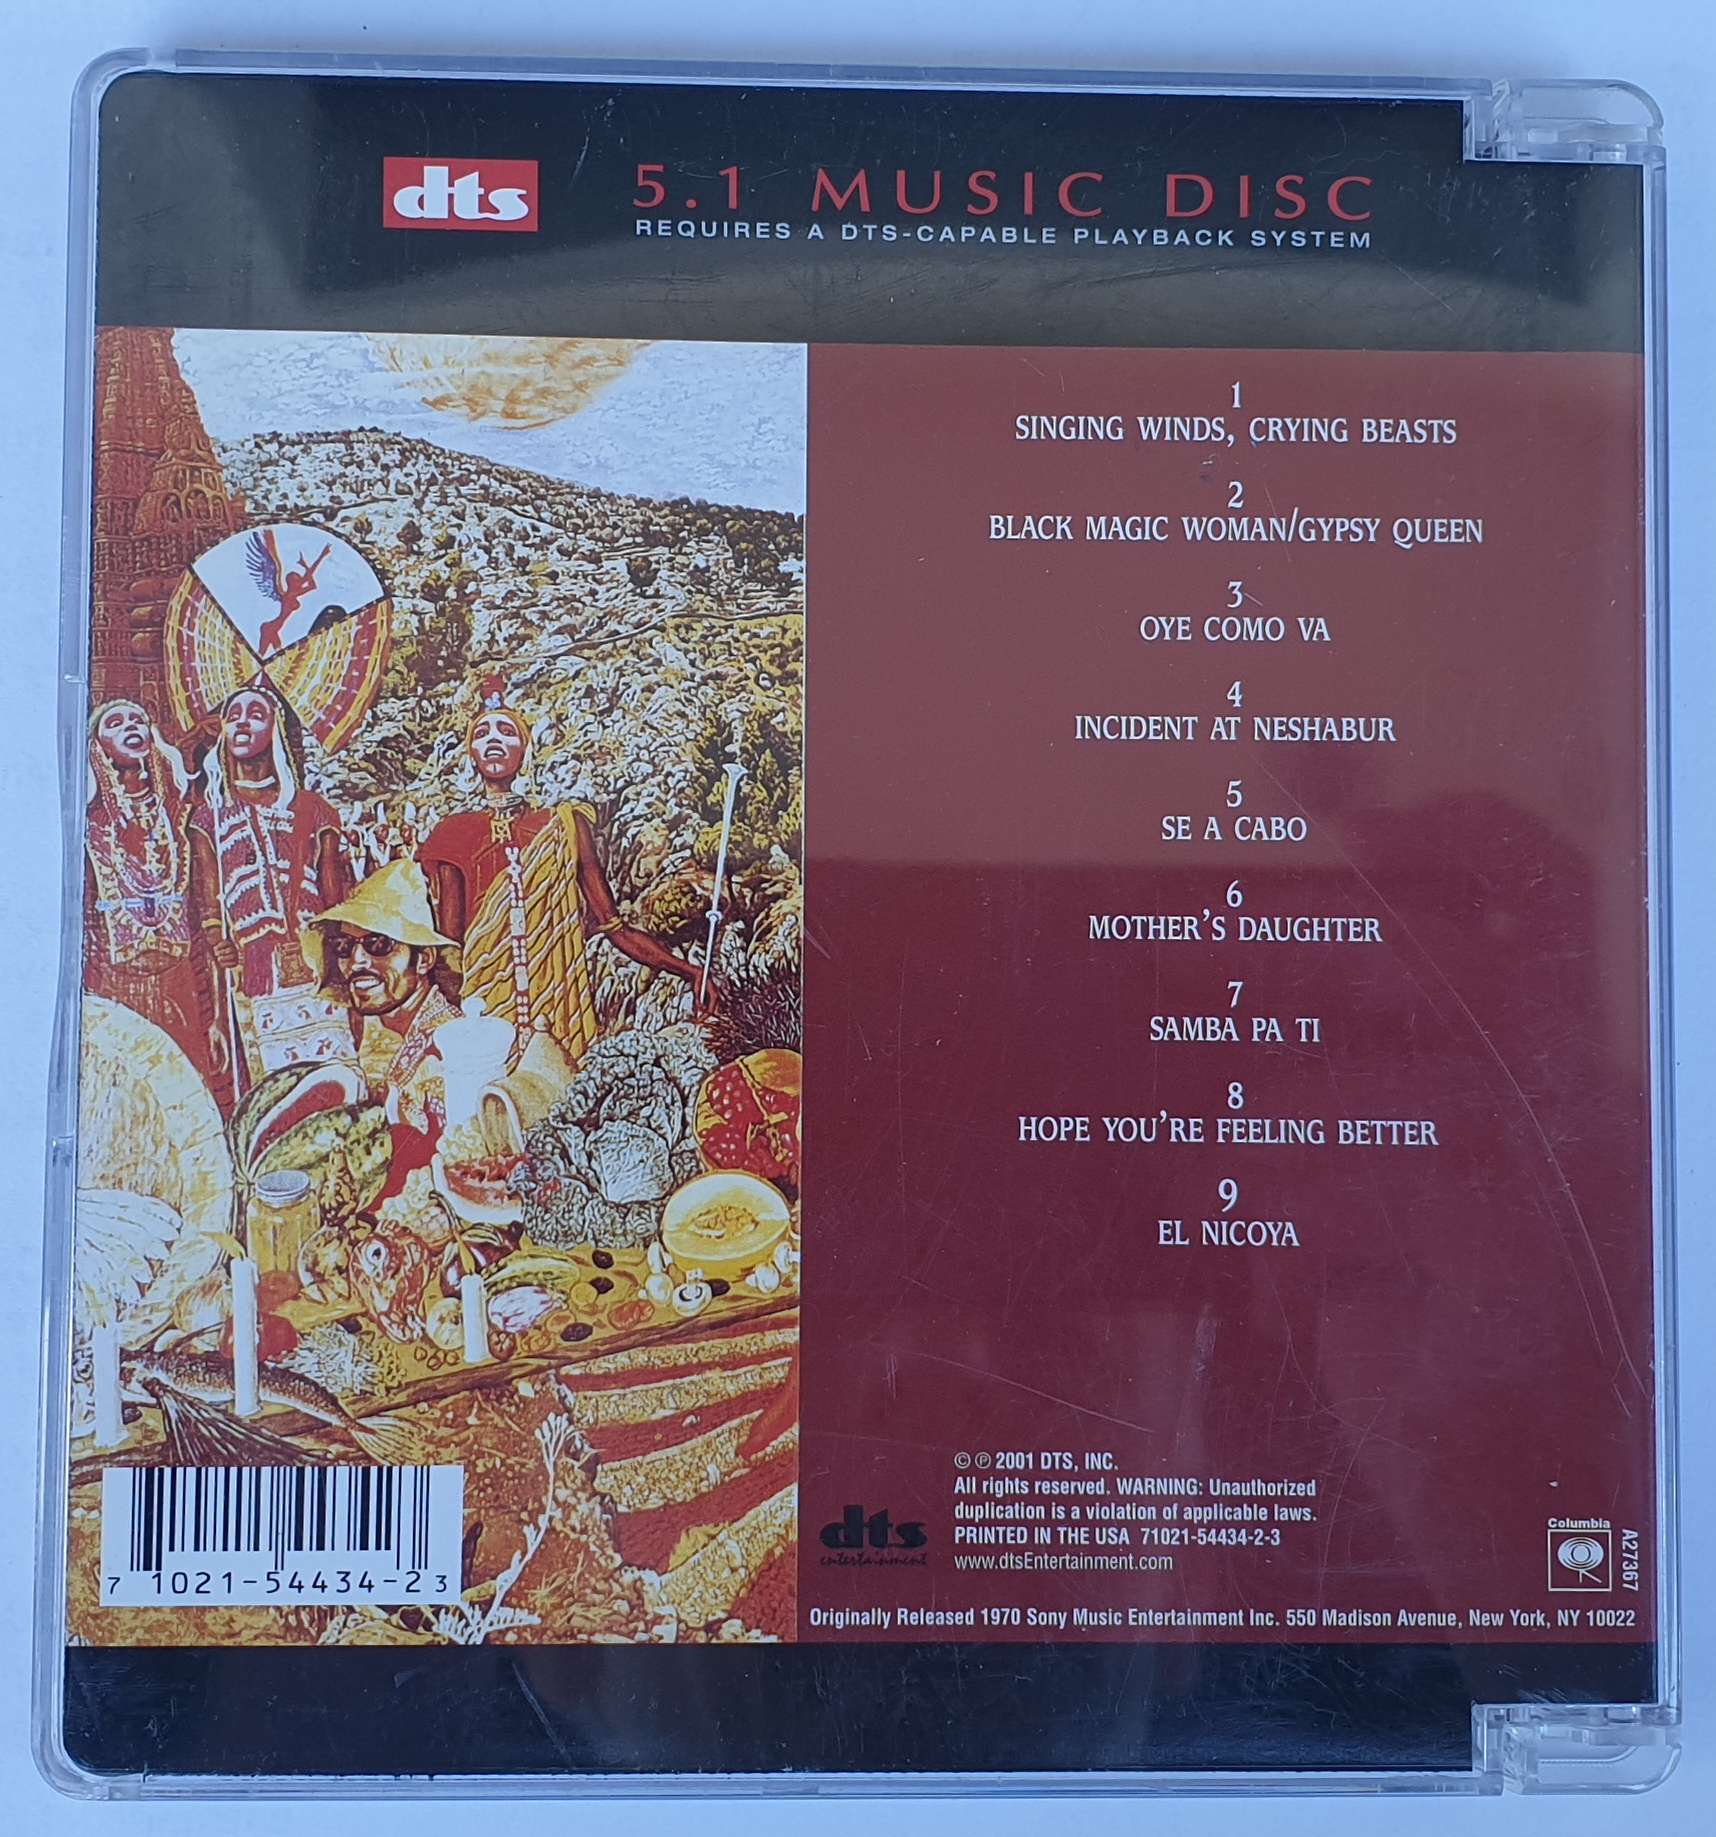 dts
5.1 MUSIC DISC
REQUIRES A DTS-CAPABLE PLAYBACK SYSTEM
1
SINGING WINDS, CRYING BEASTS
2
BLACK MAGIC WOMAN/GYPSY QUEEN
3
OYE COMO VA
4
INCIDENT AT NESHABUR
5
SE A CABO
6
MOTHER'S DAUGHTER
7
SAMBA PA TI
8
HOPE YOU'RE FEELING BETTER
9
EL NICOYA
© ℗ 2001 DTS, INC.
All rights reserved. WARNING: Unauthorized
duplication is a violation of applicable laws.
PRINTED IN THE USA 71021-54434-2-3
www.dtsEntertainment.com
dts
entertainment
Columbia
A27367
7 1021-54434-2 3
Originally Released 1970 Sony Music Entertainment Inc. 550 Madison Avenue, New York, NY 10022